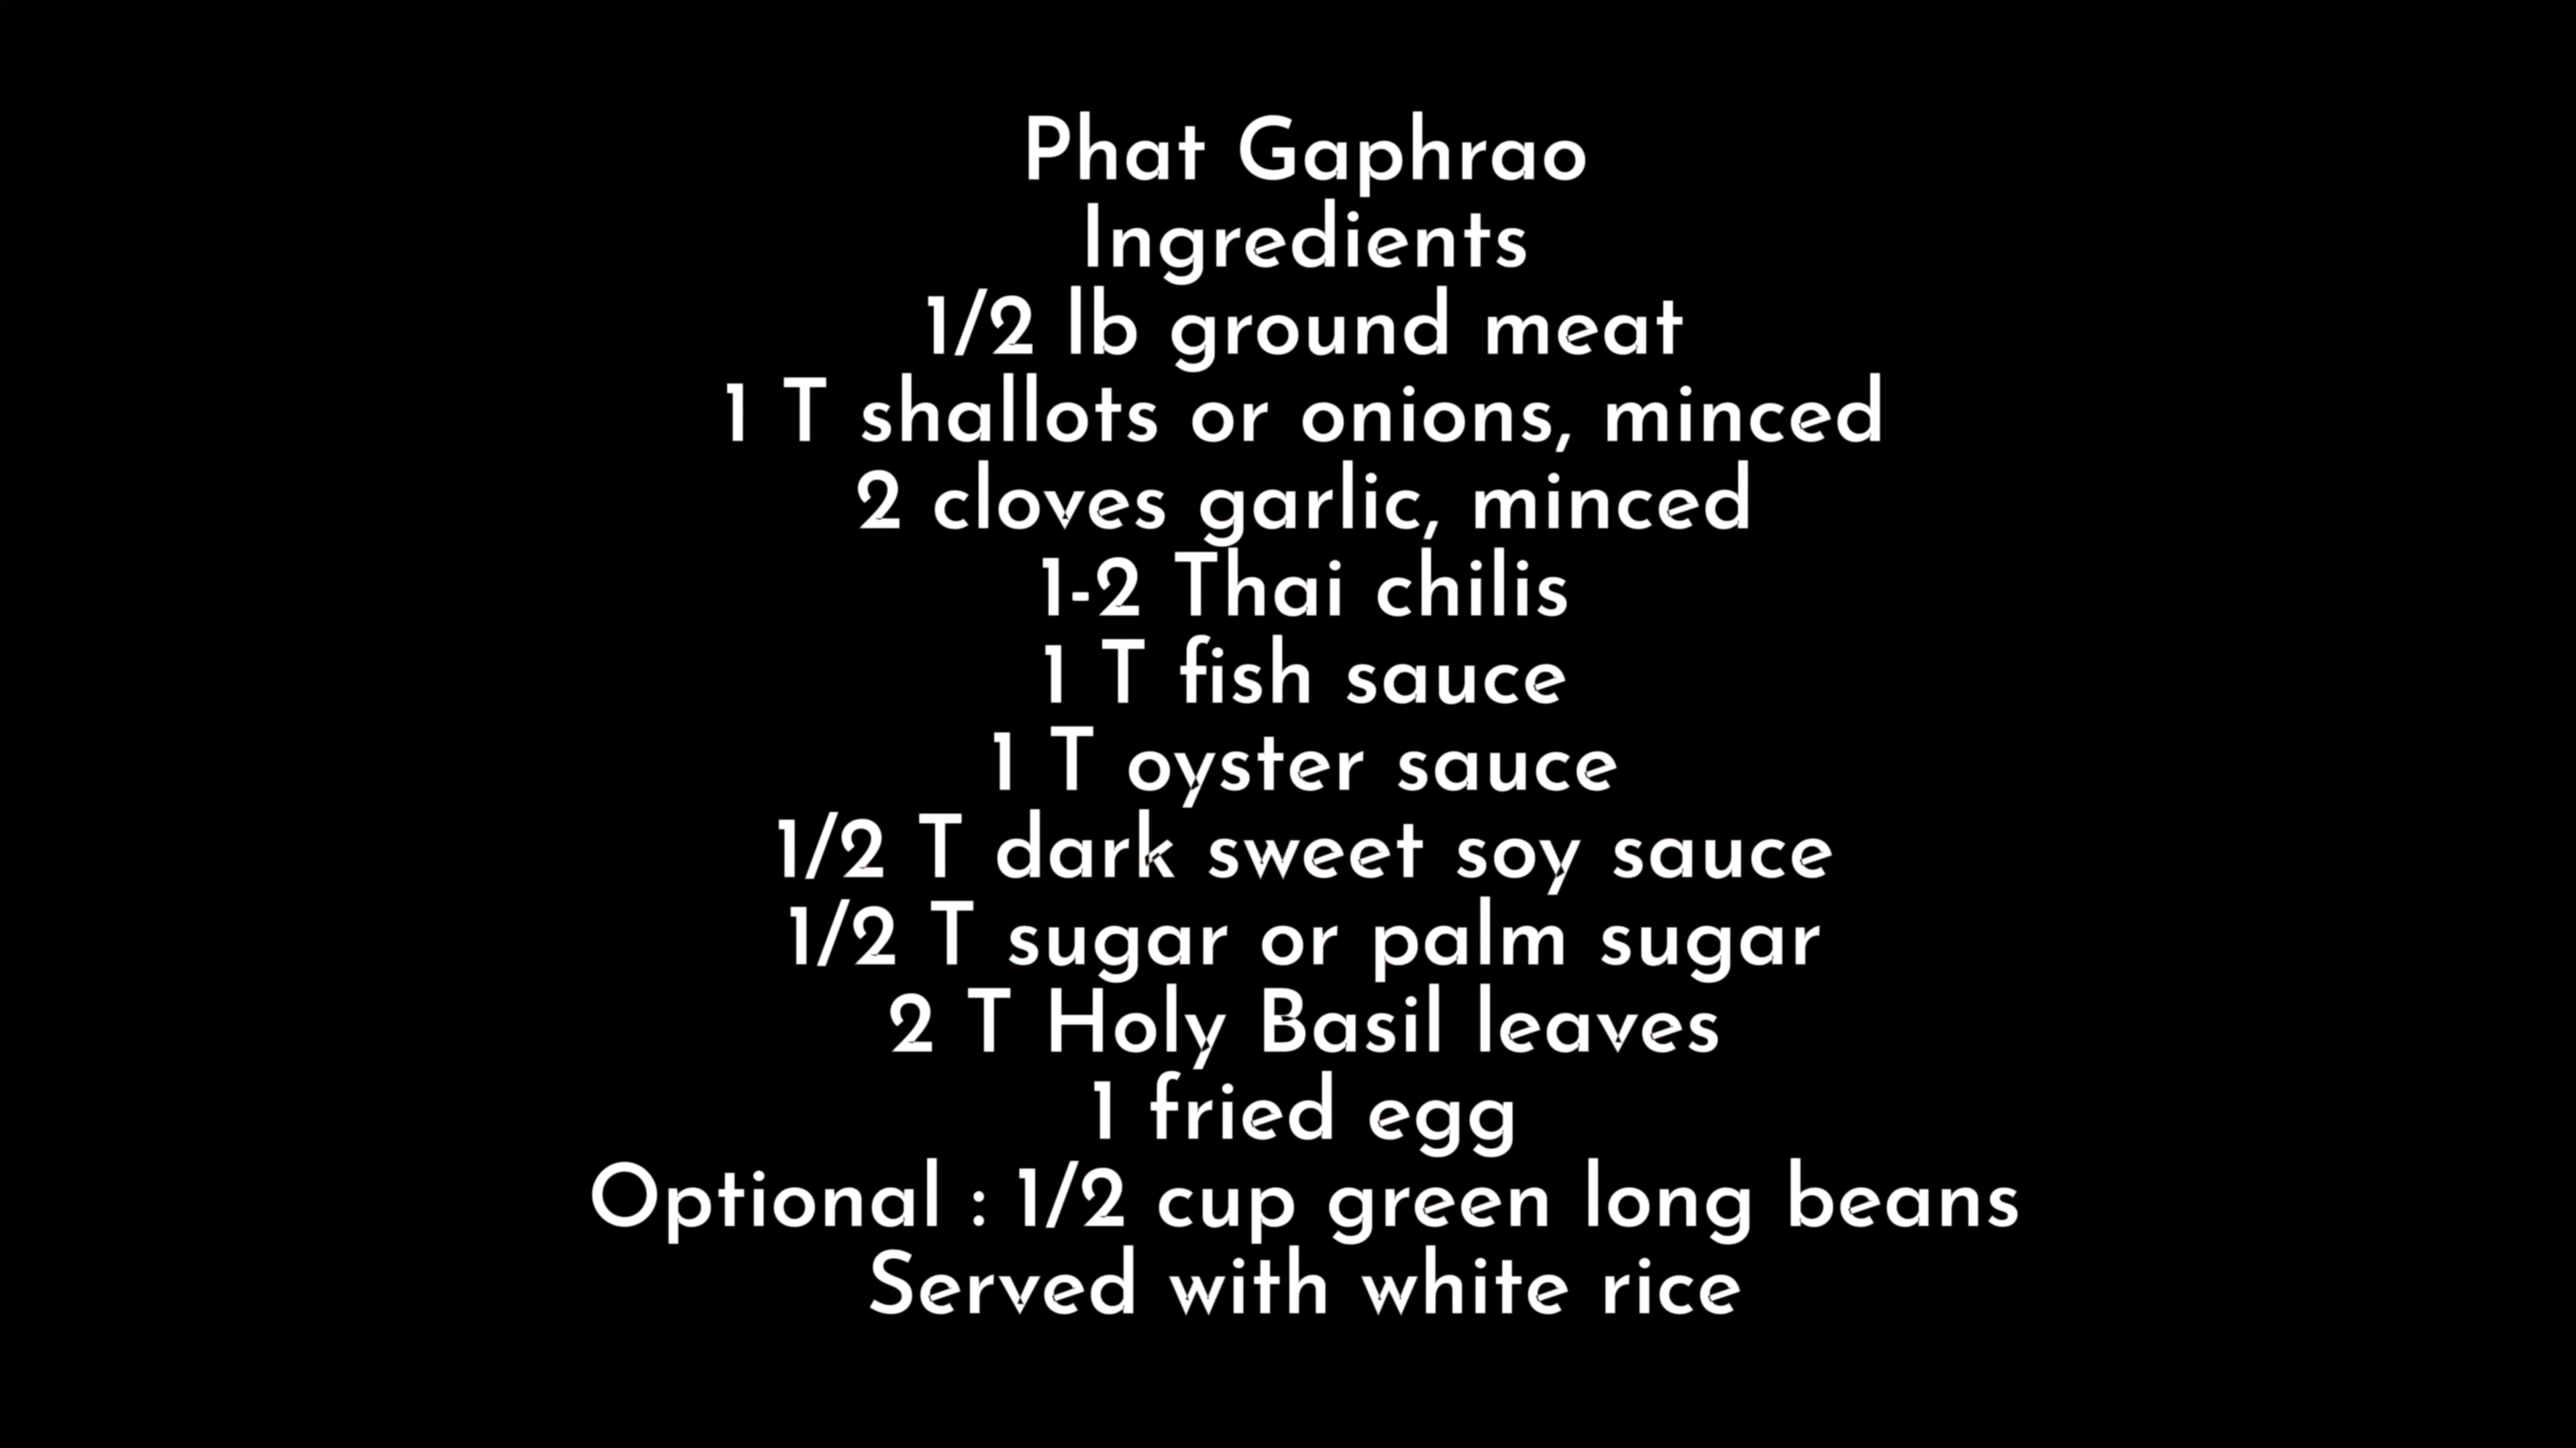 Phat Gaphrao
Ingredients
1/2 lb ground meat
1 T shallots or onions, minced
2 cloves garlic, minced
1-2 Thai chilis
1 T fish sauce
1 T oyster sauce
1/2 T dark sweet soy sauce
1/2 T sugar or palm sugar
2 T Holy Basil leaves
1 fried egg
Optional : 1/2 cup green long beans
Served with white rice